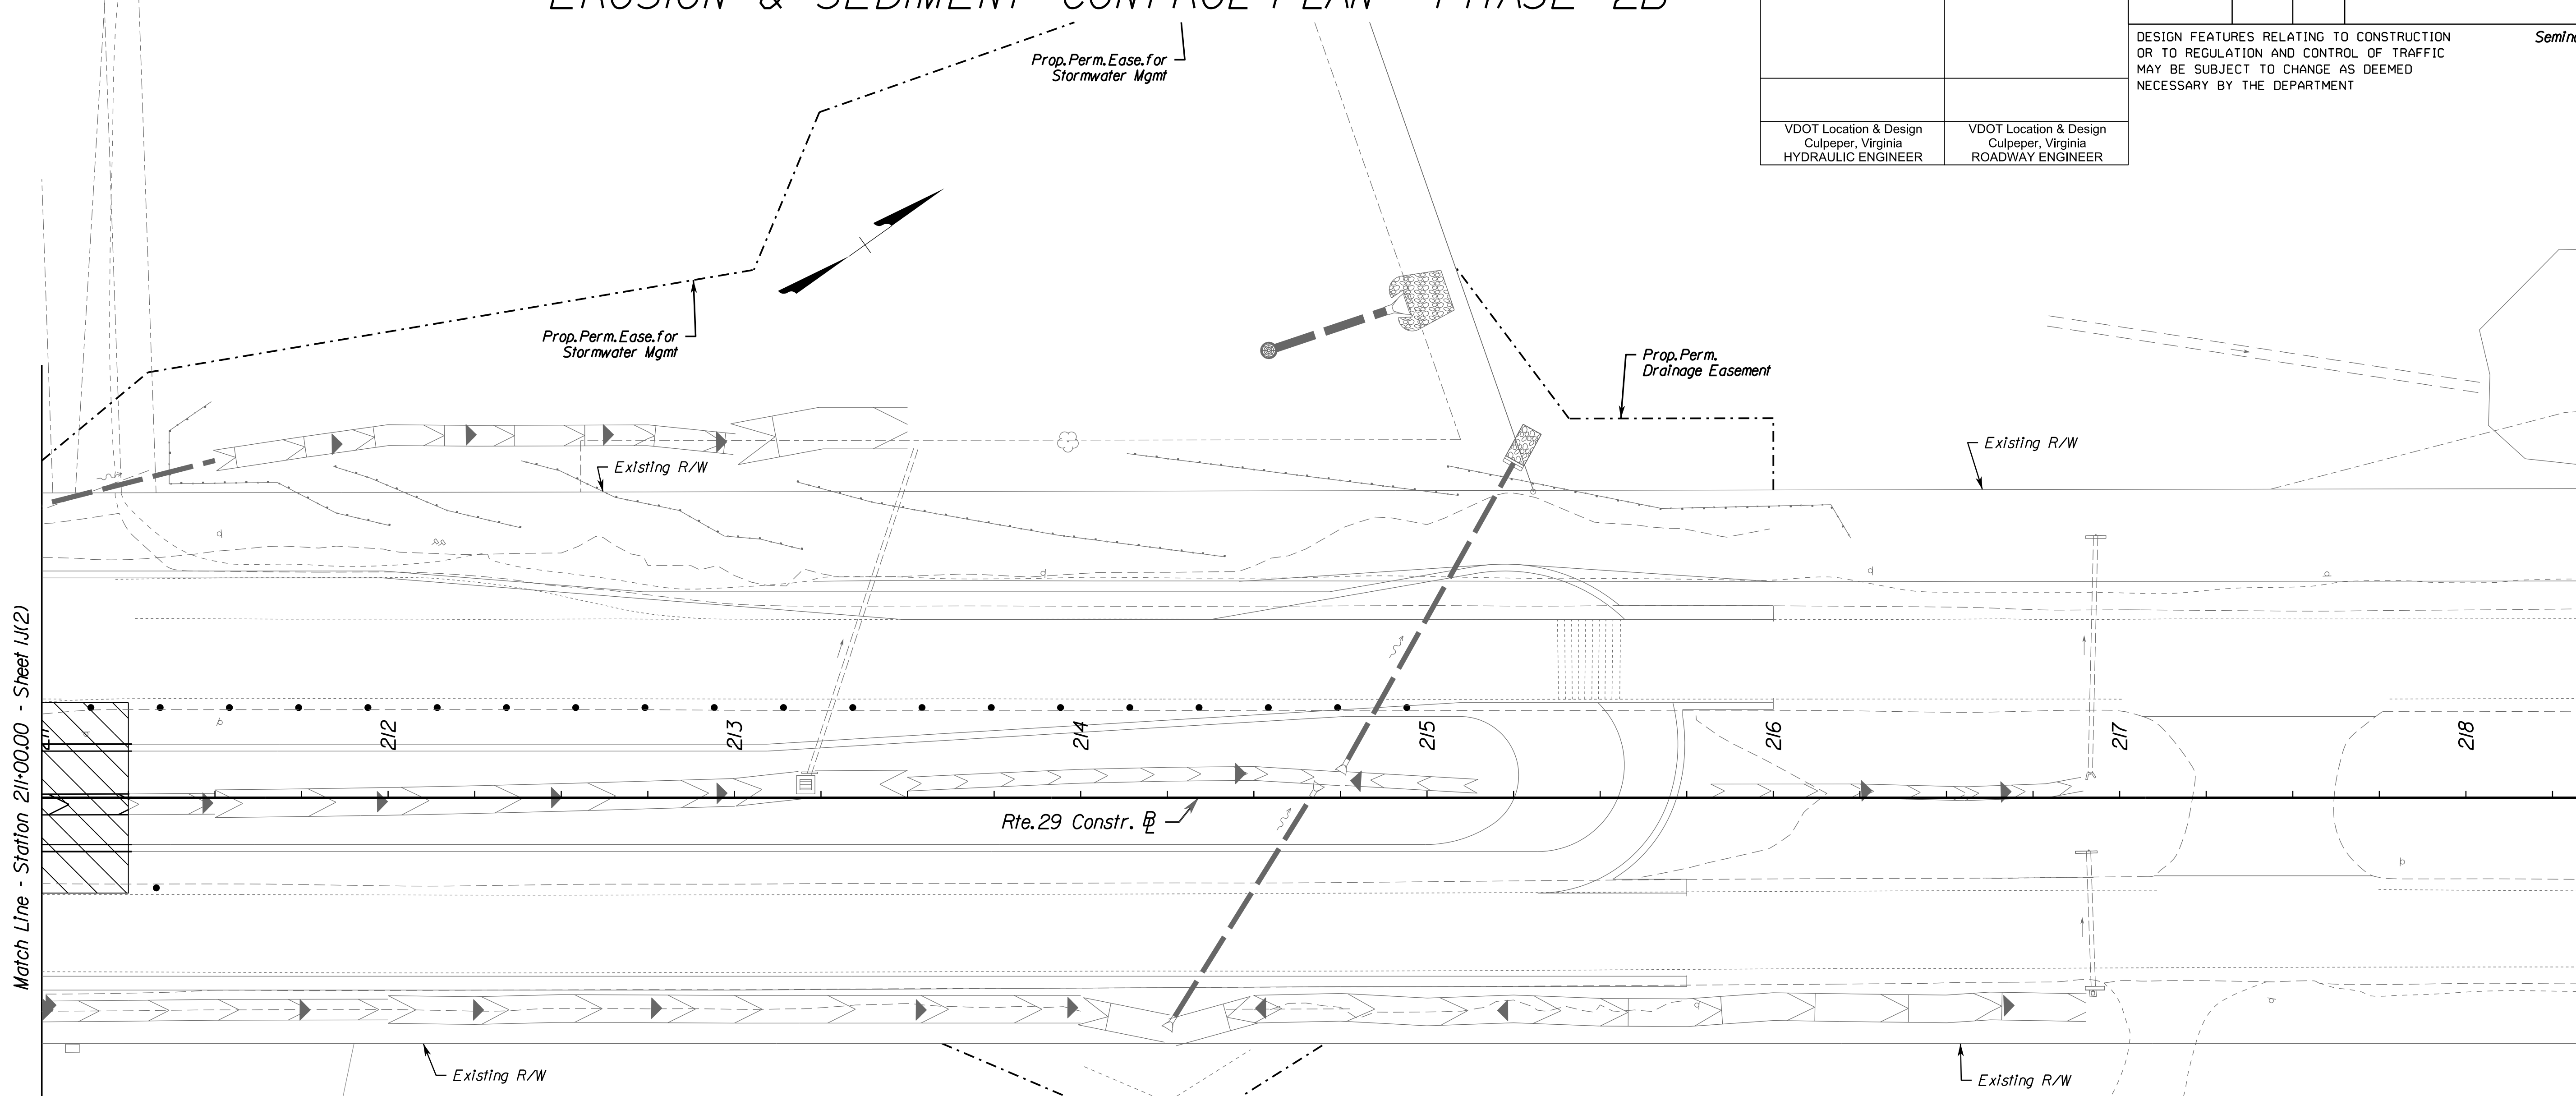 EROSION & SEDIMENT CONTROL PLAN - PHASE 2B
DESIGN FEATURES RELATING TO CONSTRUCTION
OR TO REGULATION AND CONTROL OF TRAFFIC
MAY BE SUBJECT TO CHANGE AS DEEMED
NECESSARY BY THE DEPARTMENT
VDOT Location & Design
Culpeper, Virginia
HYDRAULIC ENGINEER
VDOT Location & Design
Culpeper, Virginia
ROADWAY ENGINEER
Prop.Perm.Ease.for
Stormwater Mgmt
Prop.Perm.Ease.for
Stormwater Mgmt
Prop.Perm.
Drainage Easement
Existing R/W
Existing R/W
Match Line - Station 211+00.00 - Sheet 1J(2)
211
212
213
214
215
216
217
218
Rte.29 Constr. BL
Existing R/W
Existing R/W